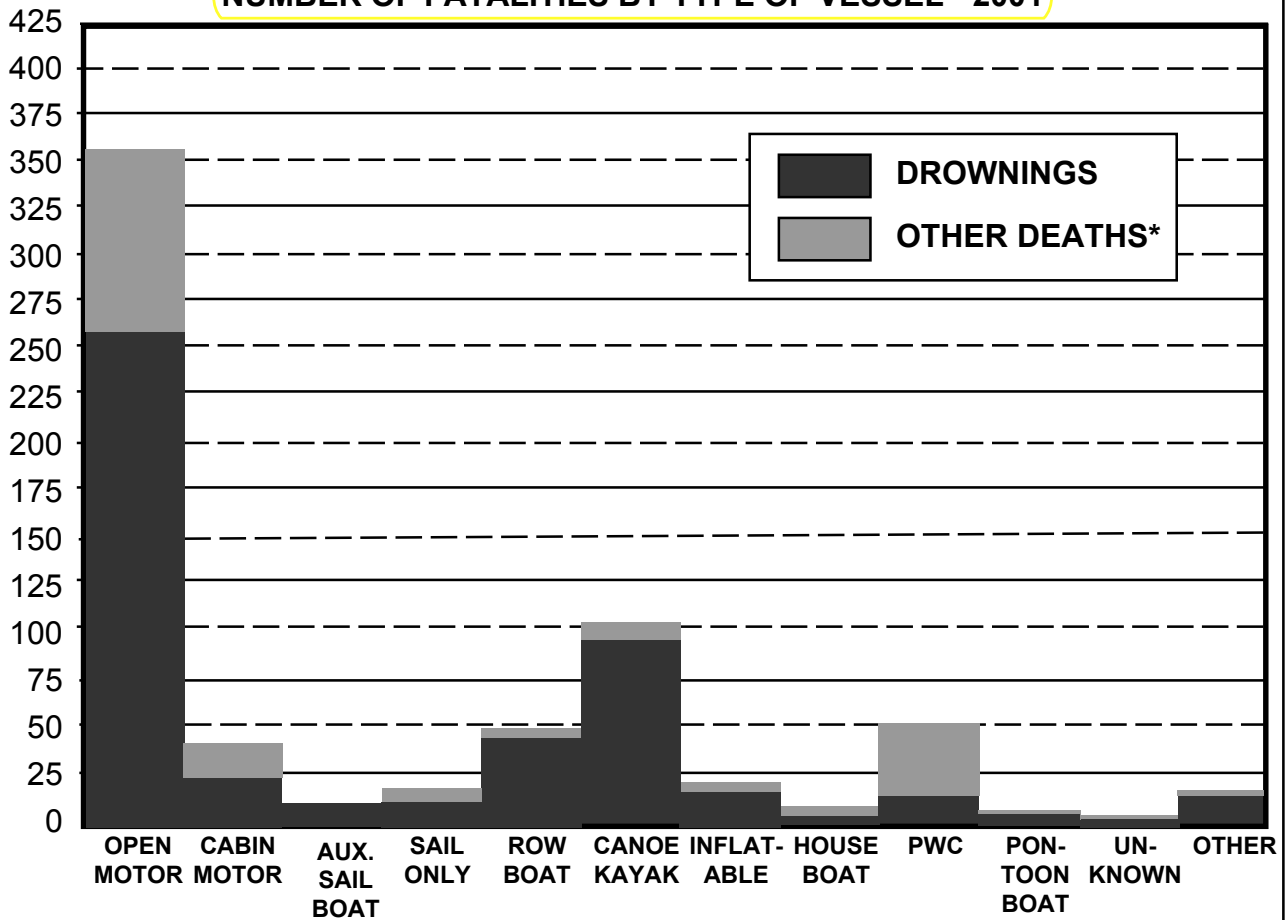 NUMBER OF FATALITIES BY TYPE OF VESSEL - 2001
425
400
375
350
325
300
275
250
225
200
175
150
125
100
75
50
25
0
DROWNINGS
OTHER DEATHS*
OPEN
MOTOR
CABIN
MOTOR
AUX.
SAIL
BOAT
SAIL
ONLY
ROW
BOAT
CANOE
KAYAK
INFLAT-
ABLE
HOUSE
BOAT
PWC
PON-
TOON
BOAT
UN-
KNOWN
OTHER